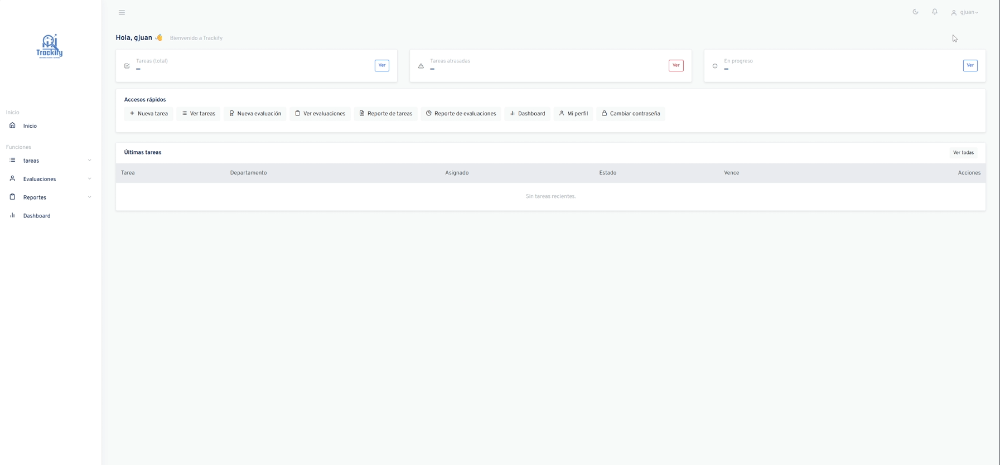 gjuan
Trackify
Hola, gjuan 👋 Bienvenido a Trackify
Tareas (total)
–
Ver
Tareas atrasadas
–
Ver
En progreso
–
Ver
Accesos rápidos
Nueva tarea
Ver tareas
Nueva evaluación
Ver evaluaciones
Reporte de tareas
Reporte de evaluaciones
Dashboard
Mi perfil
Cambiar contraseña
Inicio
Inicio
Funciones
tareas
Evaluaciones
Reportes
Dashboard
Últimas tareas
Ver todas
Tarea Departamento Asignado Estado Vence Acciones
Sin tareas recientes.